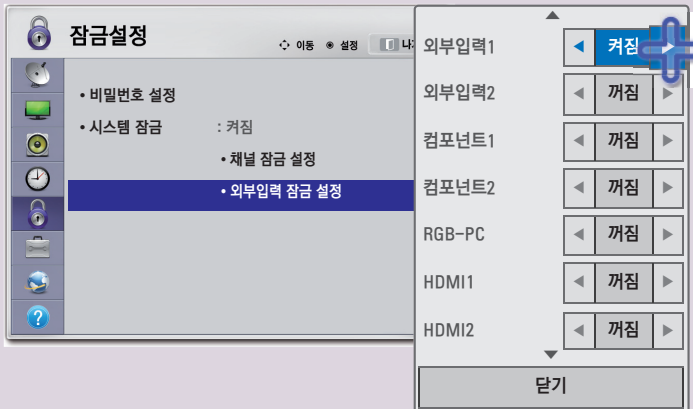 잠금설정
이동 설정
• 비밀번호 설정
• 시스템 잠금 : 켜짐
• 채널 잠금 설정
• 외부입력 잠금 설정
외부입력1 ◀ 켜짐
외부입력2 ◀ 꺼짐 ▶
컴포넌트1 ◀ 꺼짐 ▶
컴포넌트2 ◀ 꺼짐 ▶
RGB-PC ◀ 꺼짐 ▶
HDMI1 ◀ 꺼짐 ▶
HDMI2 ◀ 꺼짐 ▶
닫기